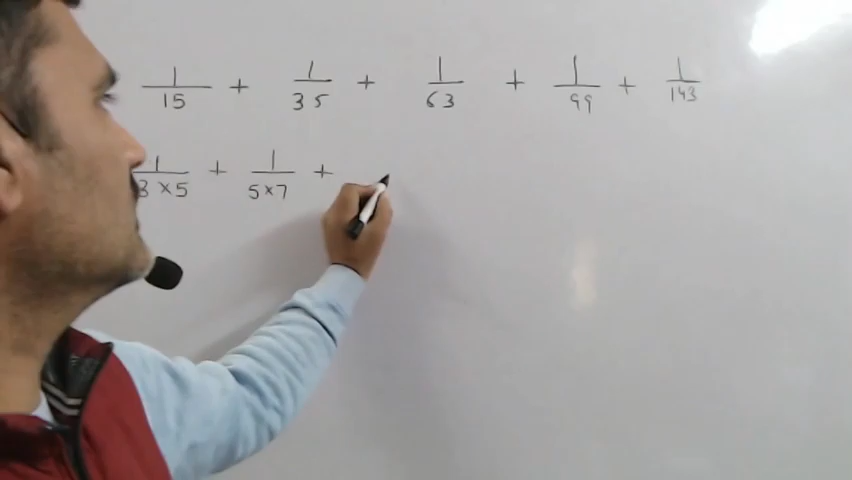 1/15 + 1/35 + 1/63 + 1/99 + 1/143
1/3×5 + 1/5×7 +